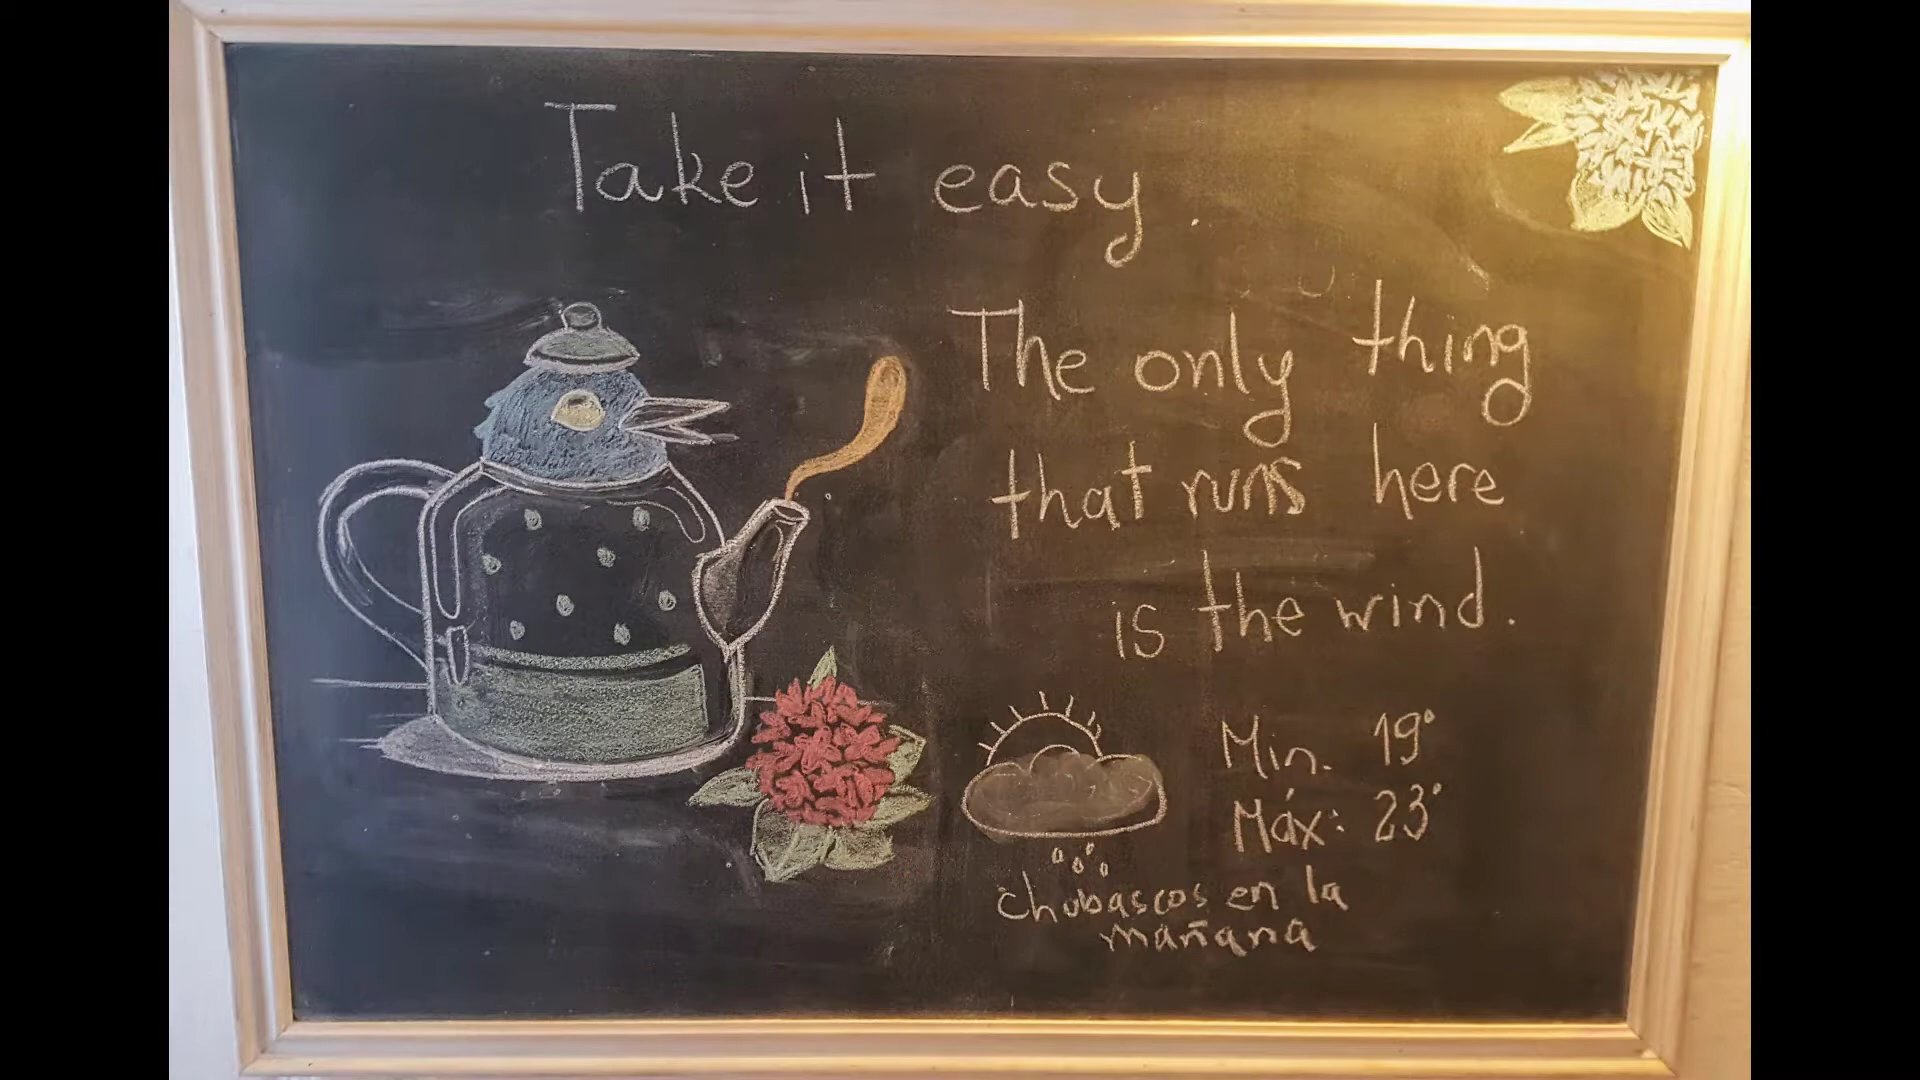 Take it easy.
The only thing
that runs here
is the wind.
Min. 19°
Máx: 23°
chubascos en la
mañana